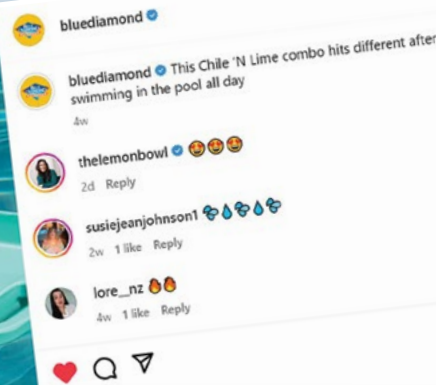 bluediamond
bluediamond This Chile 'N Lime combo hits different after
swimming in the pool all day
4w
thelemonbowl 😍😍😍
2d Reply
susiejeanjohnson1 💦💧💦💧💦
2w 1 like Reply
lore__nz 🔥🔥
4w 1 like Reply